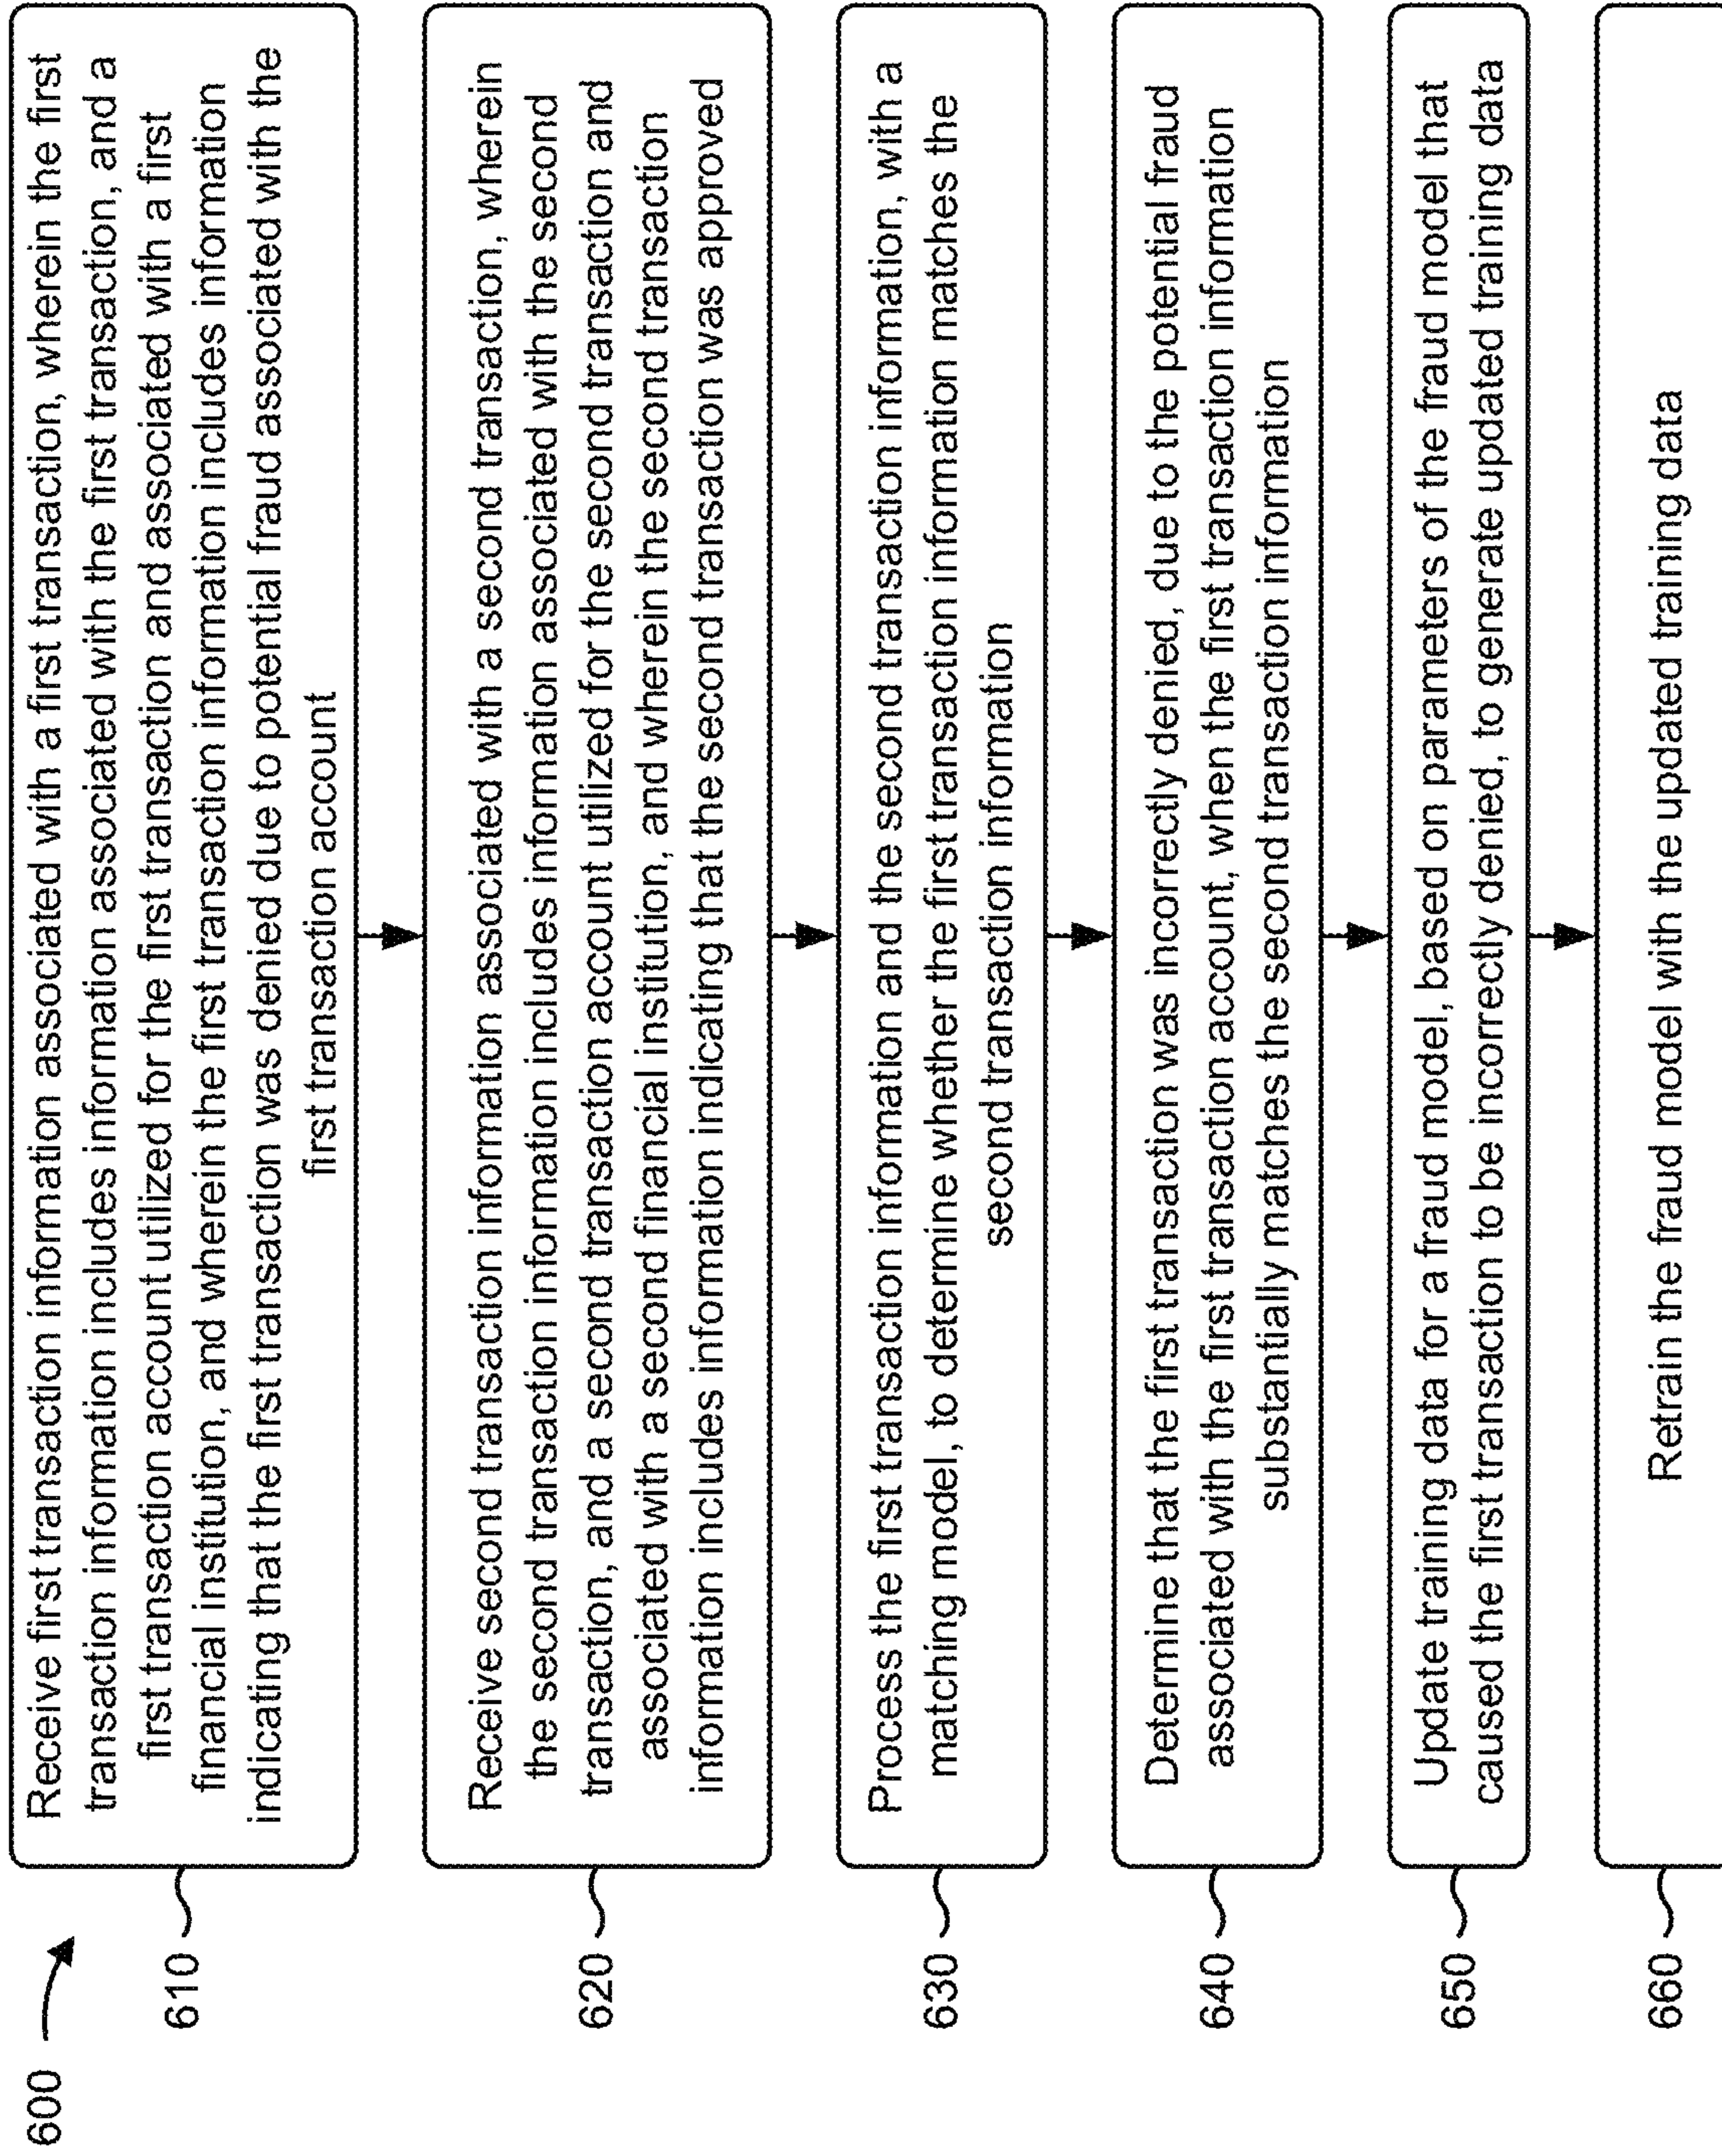 600
610
Receive first transaction information associated with a first transaction, wherein the first
transaction information includes information associated with the first transaction, and a
first transaction account utilized for the first transaction and associated with a first
financial institution, and wherein the first transaction information includes information
indicating that the first transaction was denied due to potential fraud associated with the
first transaction account
620
Receive second transaction information associated with a second transaction, wherein
the second transaction information includes information associated with the second
transaction, and a second transaction account utilized for the second transaction and
associated with a second financial institution, and wherein the second transaction
information includes information indicating that the second transaction was approved
630
Process the first transaction information and the second transaction information, with a
matching model, to determine whether the first transaction information matches the
second transaction information
640
Determine that the first transaction was incorrectly denied, due to the potential fraud
associated with the first transaction account, when the first transaction information
substantially matches the second transaction information
650
Update training data for a fraud model, based on parameters of the fraud model that
caused the first transaction to be incorrectly denied, to generate updated training data
660
Retrain the fraud model with the updated training data